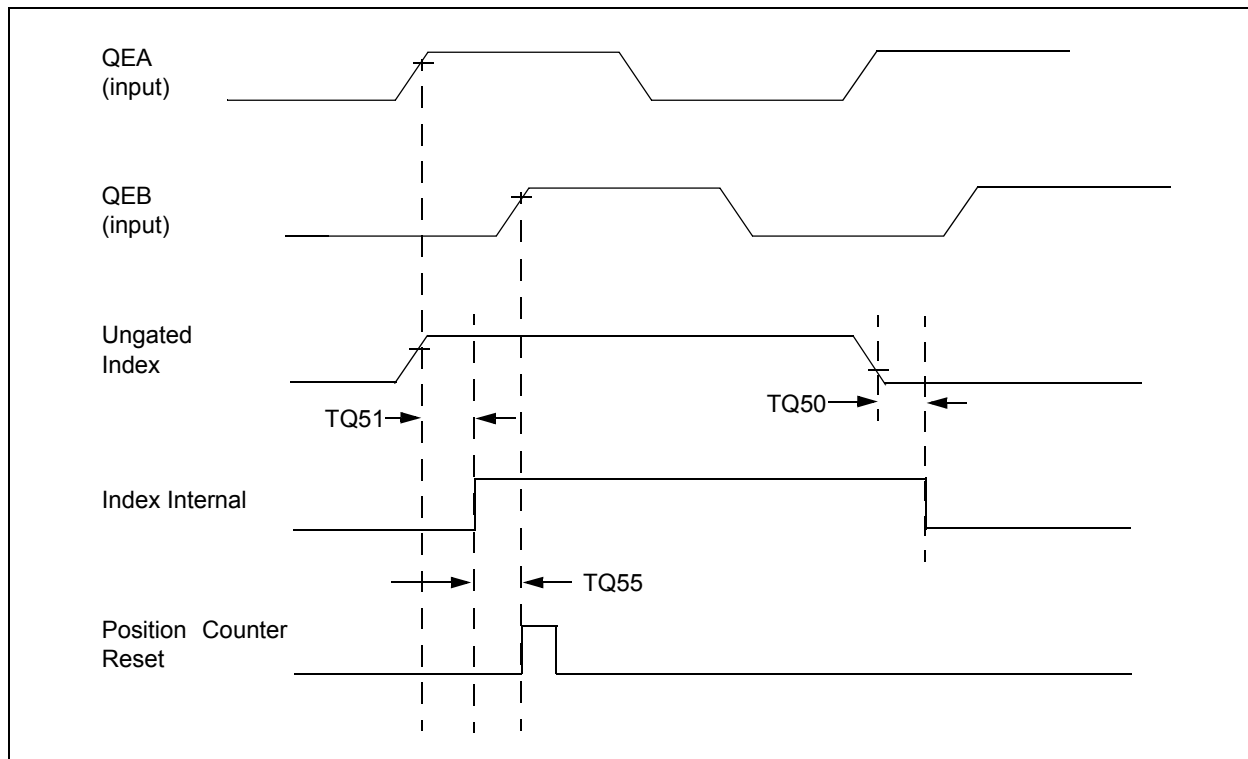 QEA
(input)
QEB
(input)
Ungated
Index
TQ51
TQ50
Index Internal
TQ55
Position Counter
Reset